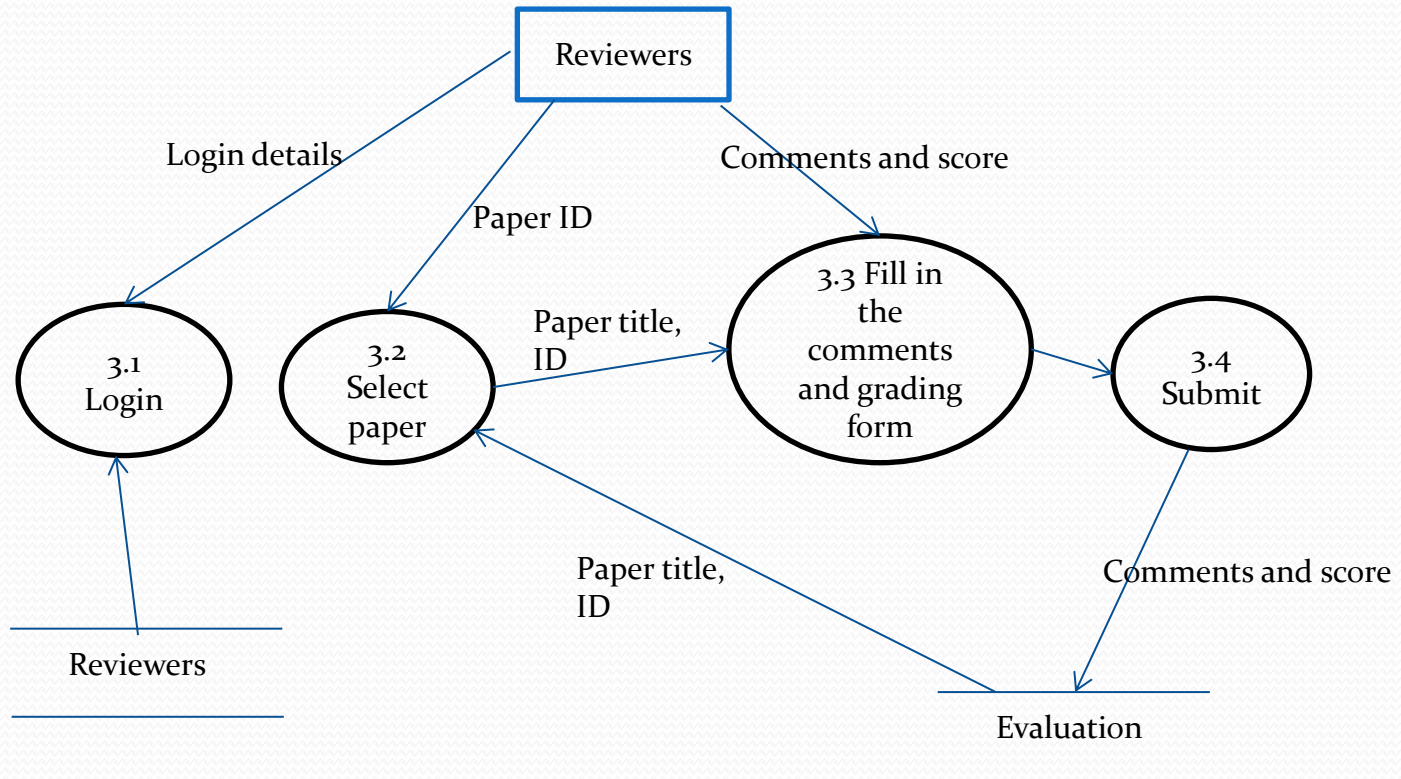 Reviewers
Login details
Comments and score
Paper ID
3.1
Login
3.2
Select
paper
Paper title,
ID
3.3 Fill in
the
comments
and grading
form
3.4
Submit
Paper title,
ID
Comments and score
Reviewers
Evaluation